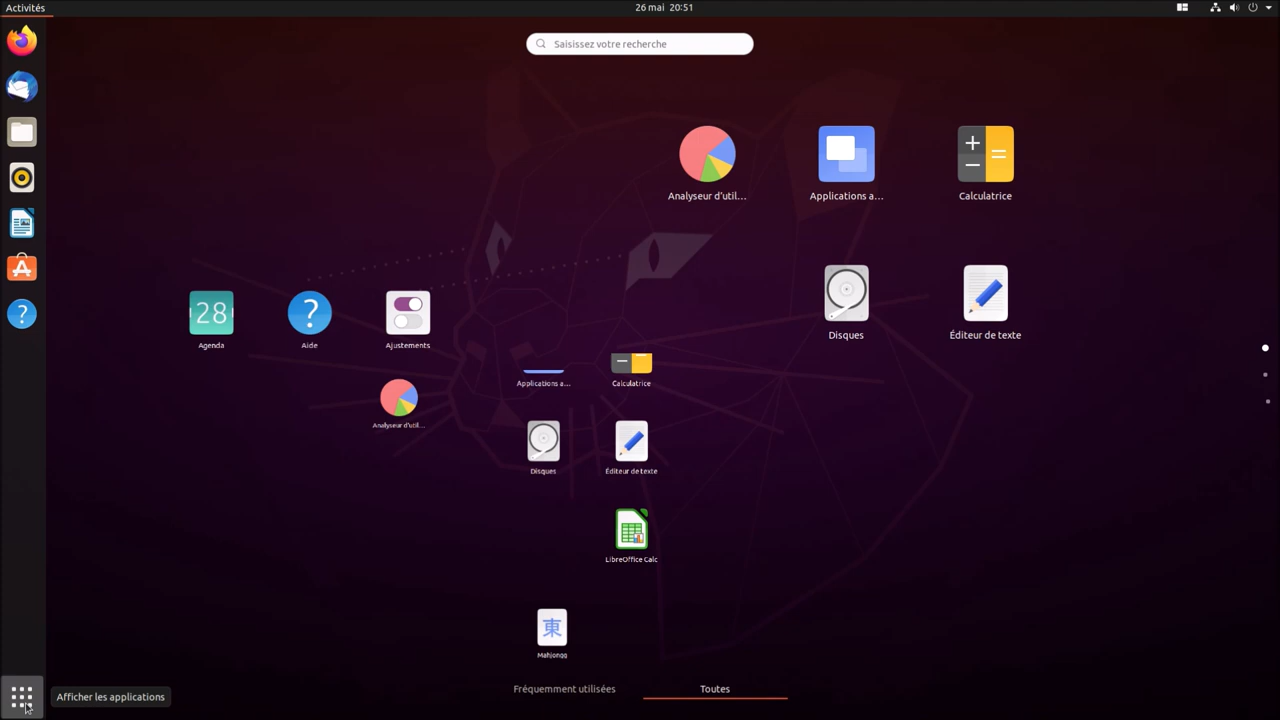 Activités
26 mai 20:51
Saisissez votre recherche
Analyseur d'util...
Applications a...
Calculatrice
Disques
Éditeur de texte
28
Agenda
Aide
Ajustements
Applications a...
Calculatrice
Analyseur d'util...
Disques
Éditeur de texte
LibreOffice Calc
東
Mahjongg
Afficher les applications
Fréquemment utilisées
Toutes